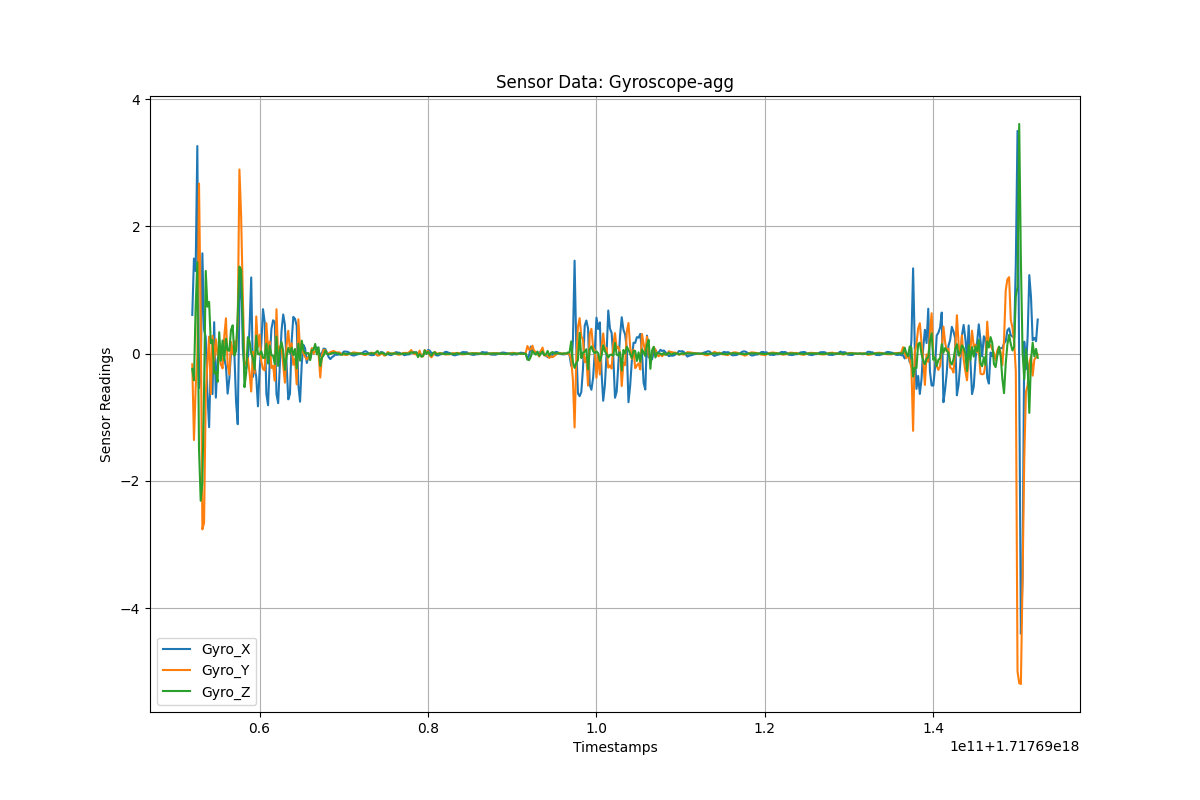 Sensor Data: Gyroscope-agg
4
2
0
−2
−4
Sensor Readings
Gyro_X
Gyro_Y
Gyro_Z
0.6 0.8 1.0 1.2 1.4
Timestamps
1e11+1.71769e18